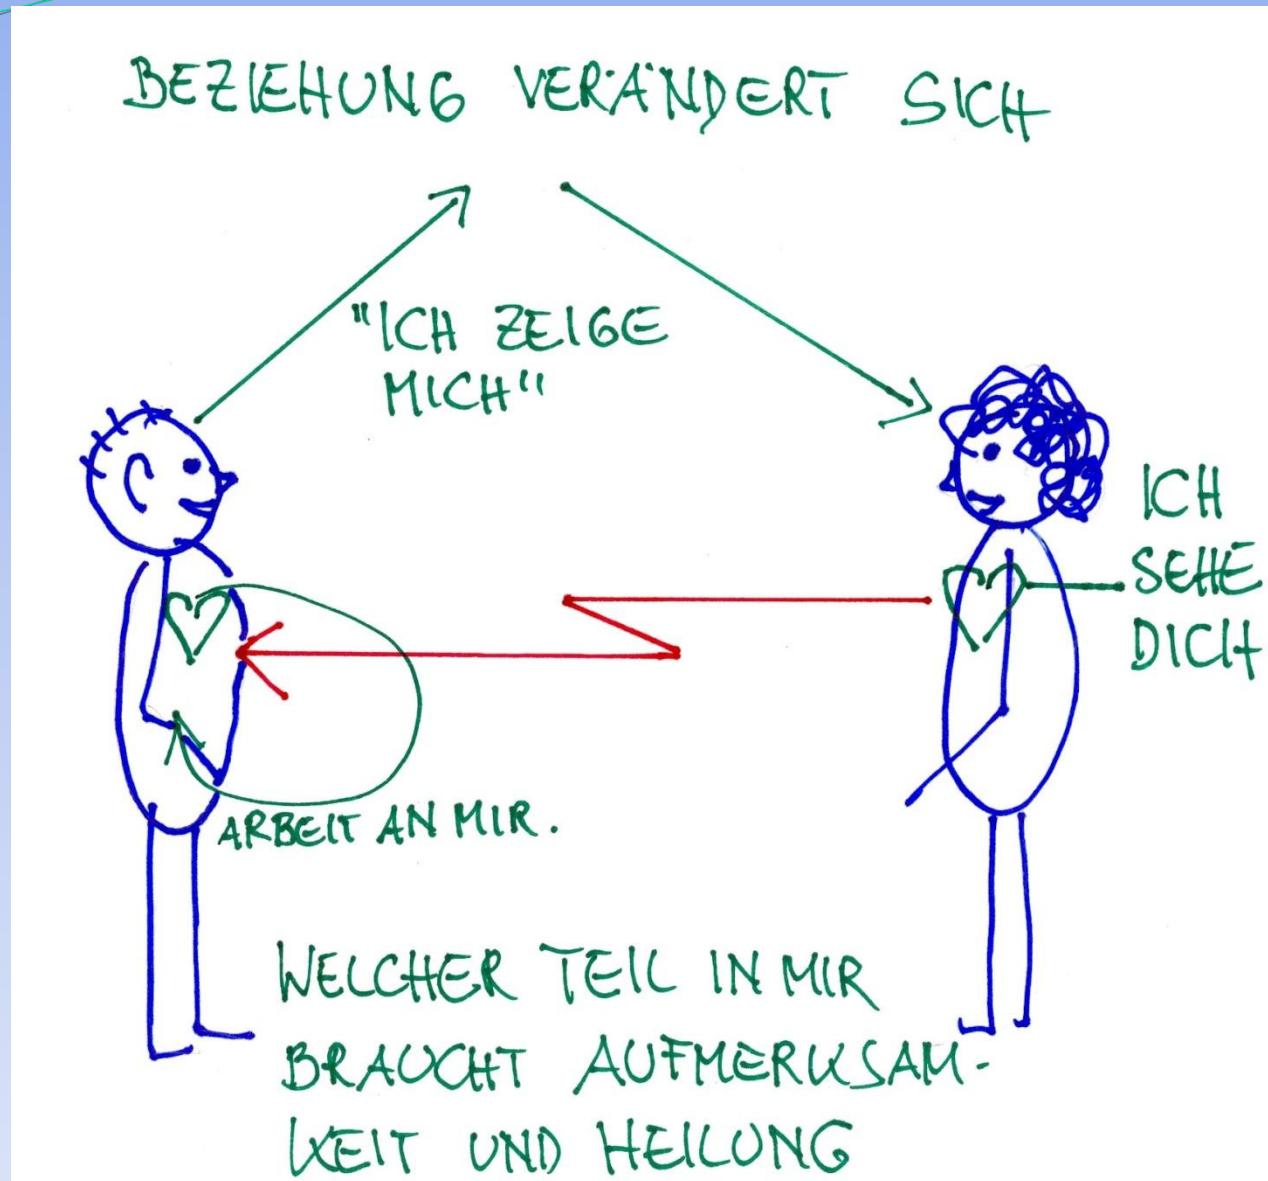 BEZIEHUNG VERÄNDERT SICH
"ICH ZEIGE
MICH"
ICH
SEHE
DICH
ARBEIT AN MIR.
WELCHER TEIL IN MIR
BRAUCHT AUFMERKSAM-
KEIT UND HEILUNG